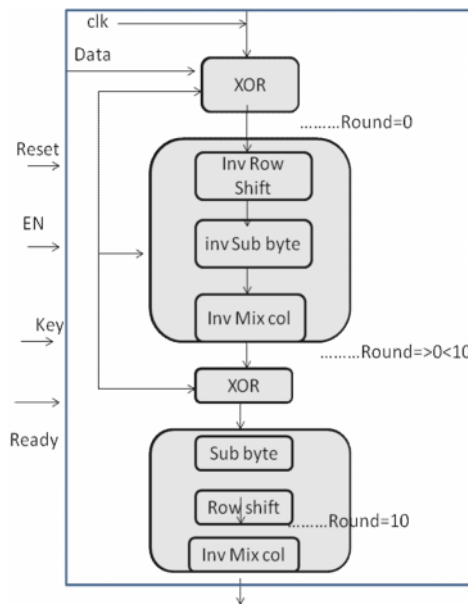 clk
Data
XOR
.........Round=0
Reset
Inv Row
Shift
EN
inv Sub byte
Key
Inv Mix col
.........Round=>0<10
XOR
Ready
Sub byte
Row shift
.........Round=10
Inv Mix col